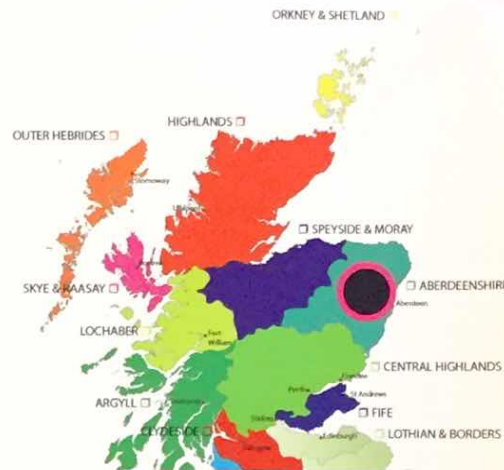 ORKNEY & SHETLAND
HIGHLANDS
OUTER HEBRIDES
Stornoway
Ullapool
SPEYSIDE & MORAY
SKYE & RAASAY
ABERDEENSHIRE
Aberdeen
LOCHABER
Fort
William
CENTRAL HIGHLANDS
Dundee
Perth
St Andrews
ARGYLL
FIFE
Stirling
CLYDESIDE
LOTHIAN & BORDERS
Edinburgh
Glasgow